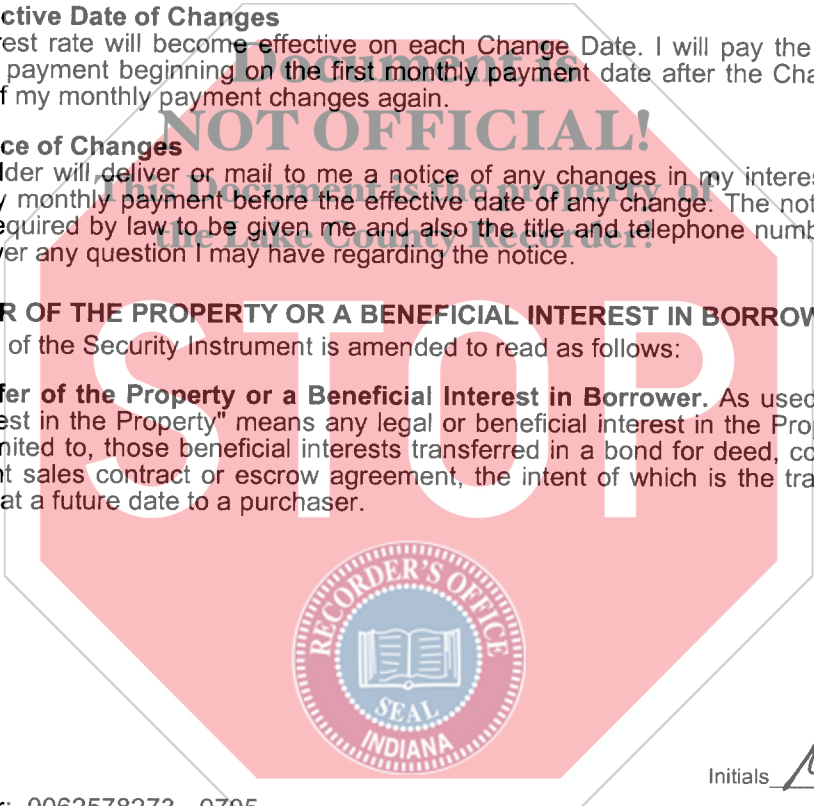 ctive Date of Changes
rest rate will become effective on each Change Date. I will pay the
payment beginning on the first monthly payment date after the Cha
f my monthly payment changes again.
Document is
NOT OFFICIAL!
This Document is the property of
the Lake County Recorder!
ce of Changes
lder will deliver or mail to me a notice of any changes in my interes
y monthly payment before the effective date of any change. The not
equired by law to be given me and also the title and telephone numb
er any question I may have regarding the notice.
R OF THE PROPERTY OR A BENEFICIAL INTEREST IN BORROW
of the Security Instrument is amended to read as follows:
STOP
fer of the Property or a Beneficial Interest in Borrower. As used
est in the Property" means any legal or beneficial interest in the Prop
nited to, those beneficial interests transferred in a bond for deed, co
nt sales contract or escrow agreement, the intent of which is the tra
at a future date to a purchaser.
RECORDER'S OFFICE
SEAL
INDIANA
Initials
r: 0062578273 - 9795